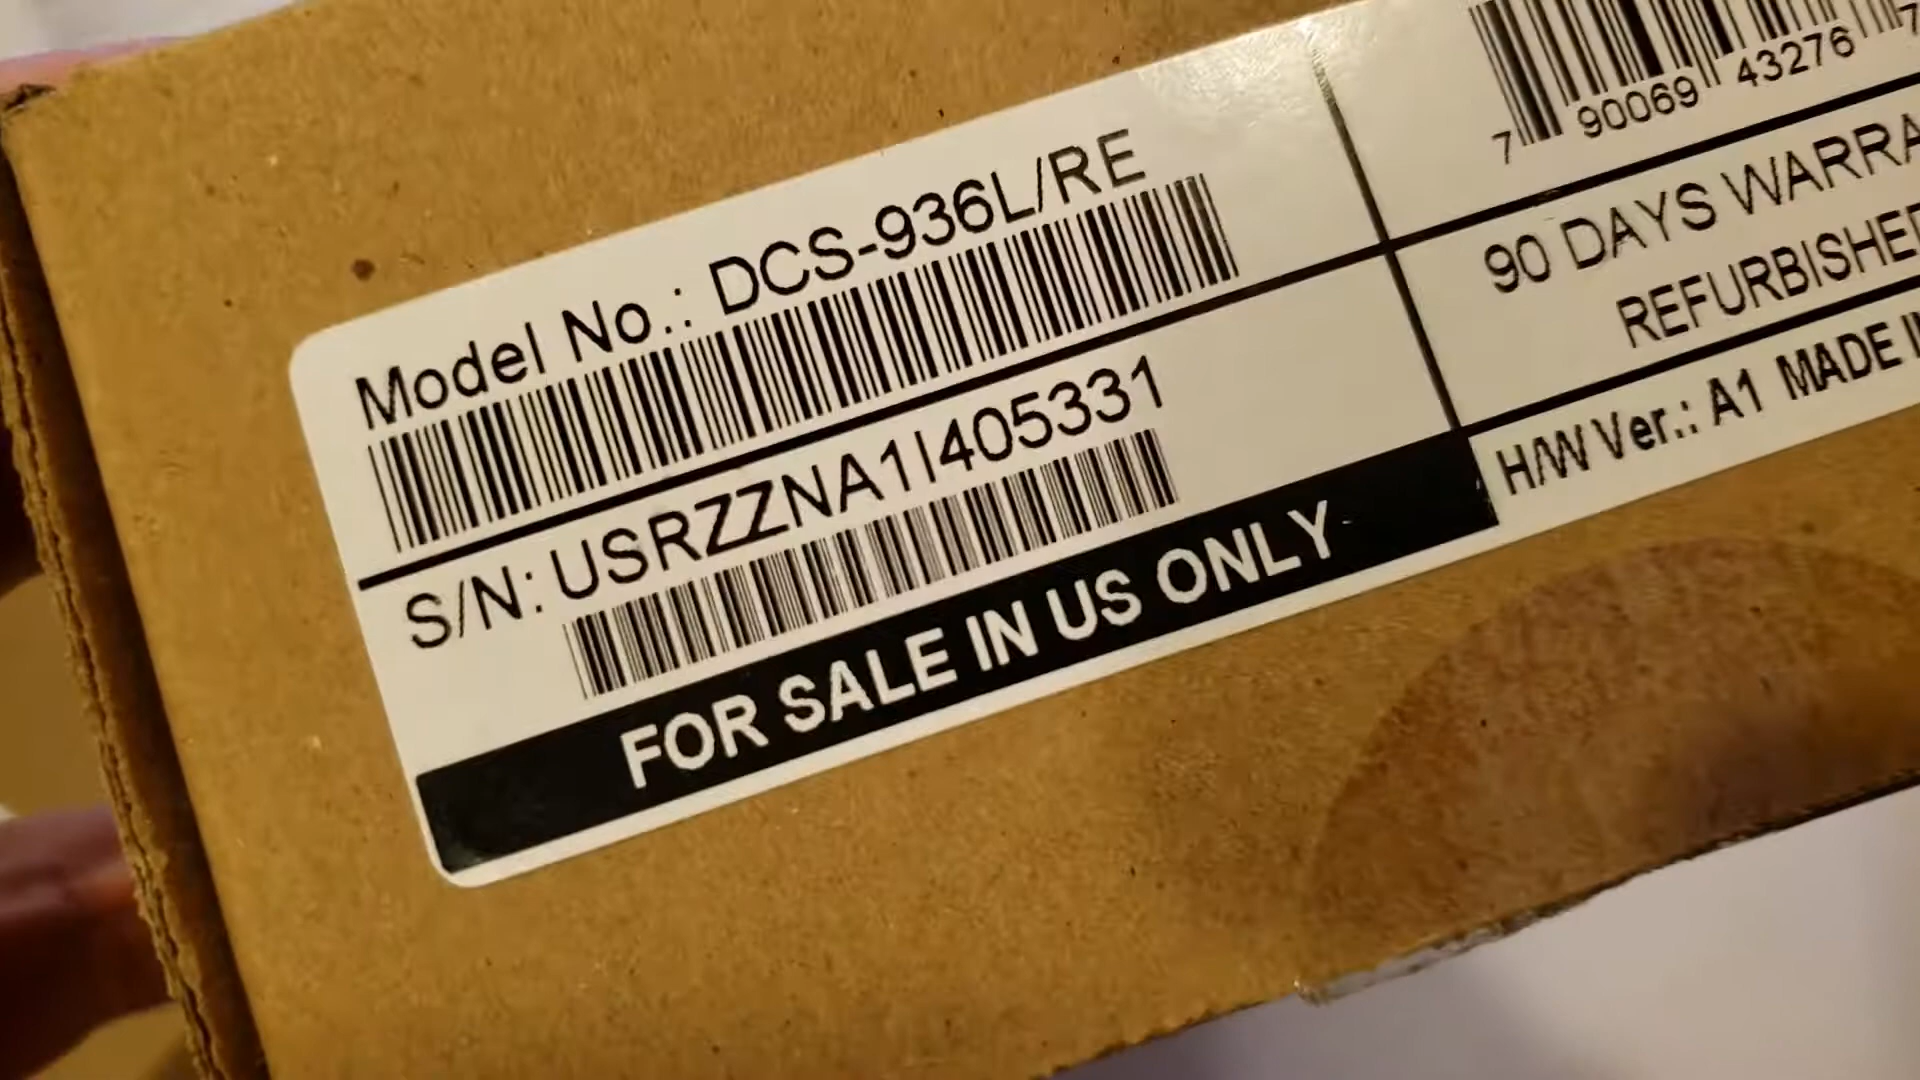 Model No.: DCS-936L/RE
S/N: USRZZNA1I405331
FOR SALE IN US ONLY
7 90069 43276 7
90 DAYS
REFURBISHED
H/W Ver.: A1 MADE